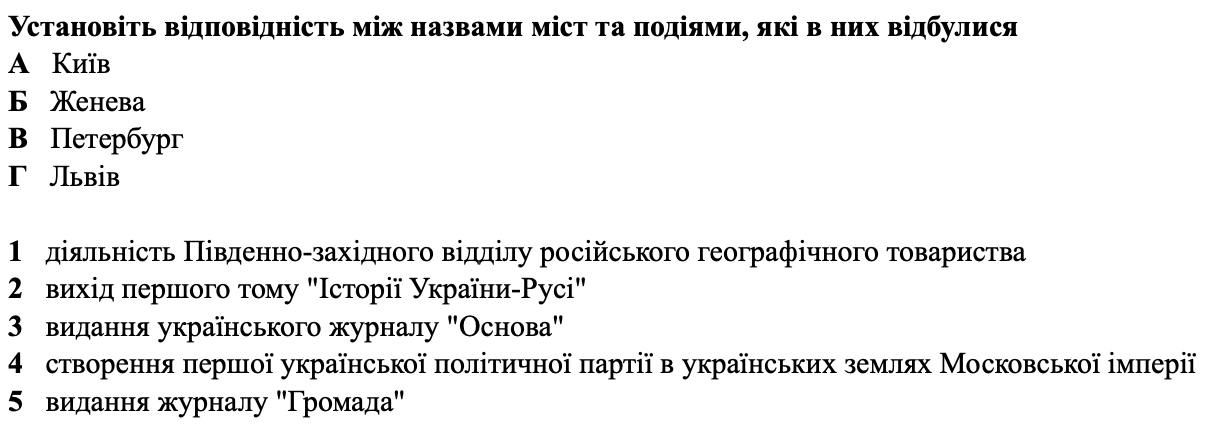 Установіть відповідність між назвами міст та подіями, які в них відбулися
А Київ
Б Женева
В Петербург
Г Львів
1 діяльність Південно-західного відділу російського географічного товариства
2 вихід першого тому "Історії України-Русі"
3 видання українського журналу "Основа"
4 створення першої української політичної партії в українських землях Московської імперії
5 видання журналу "Громада"